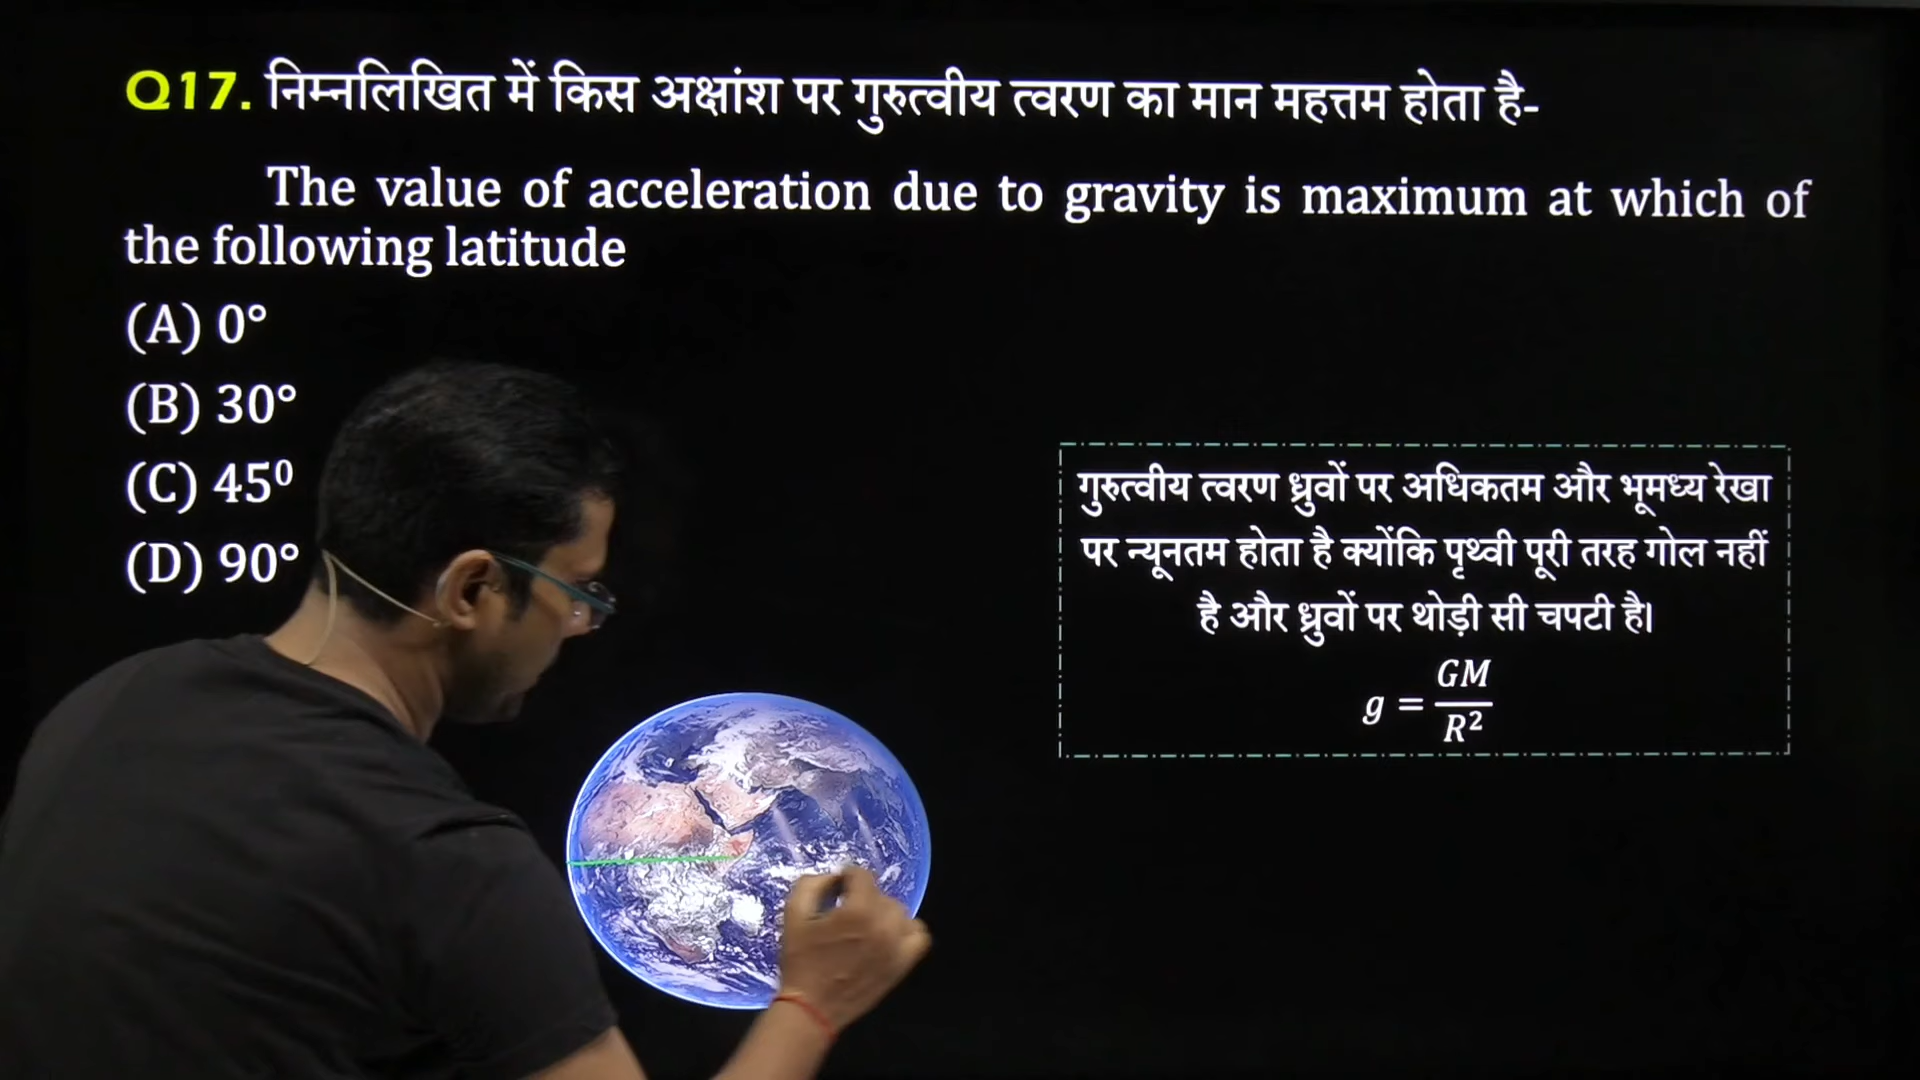 Q17. निम्नलिखित में किस अक्षांश पर गुरुत्वीय त्वरण का मान महत्तम होता है-
The value of acceleration due to gravity is maximum at which of
the following latitude
(A) 0°
(B) 30°
(C) 45⁰
(D) 90°
गुरुत्वीय त्वरण ध्रुवों पर अधिकतम और भूमध्य रेखा
पर न्यूनतम होता है क्योंकि पृथ्वी पूरी तरह गोल नहीं
है और ध्रुवों पर थोड़ी सी चपटी है।
g = GM/R²